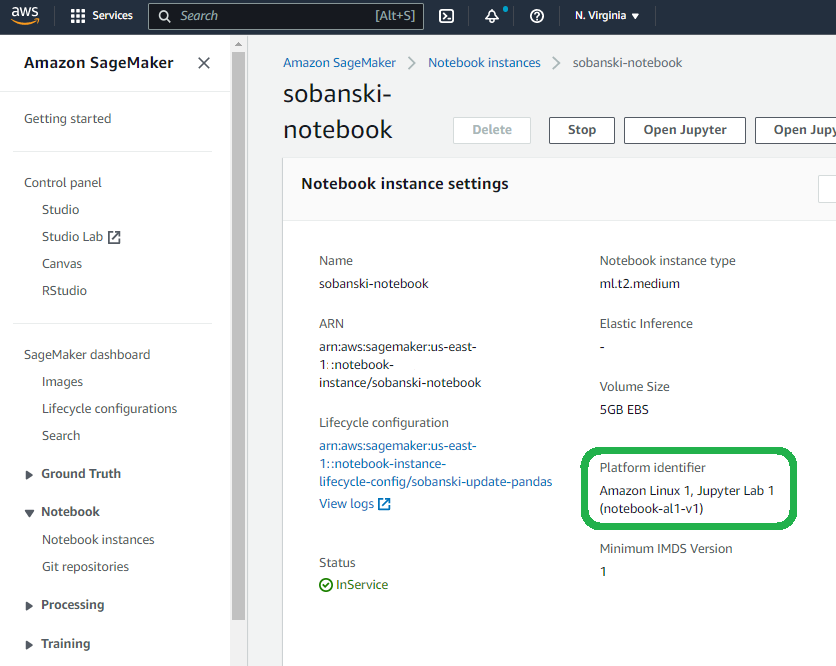 aws
Services
Search
[Alt+S]
N. Virginia
Amazon SageMaker
Getting started
Control panel
Studio
Studio Lab
Canvas
RStudio
SageMaker dashboard
Images
Lifecycle configurations
Search
Ground Truth
Notebook
Notebook instances
Git repositories
Processing
Training
Amazon SageMaker
Notebook instances
sobanski-notebook
sobanski-
notebook
Delete
Stop
Open Jupyter
Open Jupy
Notebook instance settings
Name
sobanski-notebook
ARN
arn:aws:sagemaker:us-east-
1::notebook-
instance/sobanski-notebook
Lifecycle configuration
arn:aws:sagemaker:us-east-
1::notebook-instance-
lifecycle-config/sobanski-update-pandas
View logs
Status
InService
Notebook instance type
ml.t2.medium
Elastic Inference
-
Volume Size
5GB EBS
Platform identifier
Amazon Linux 1, Jupyter Lab 1
(notebook-al1-v1)
Minimum IMDS Version
1